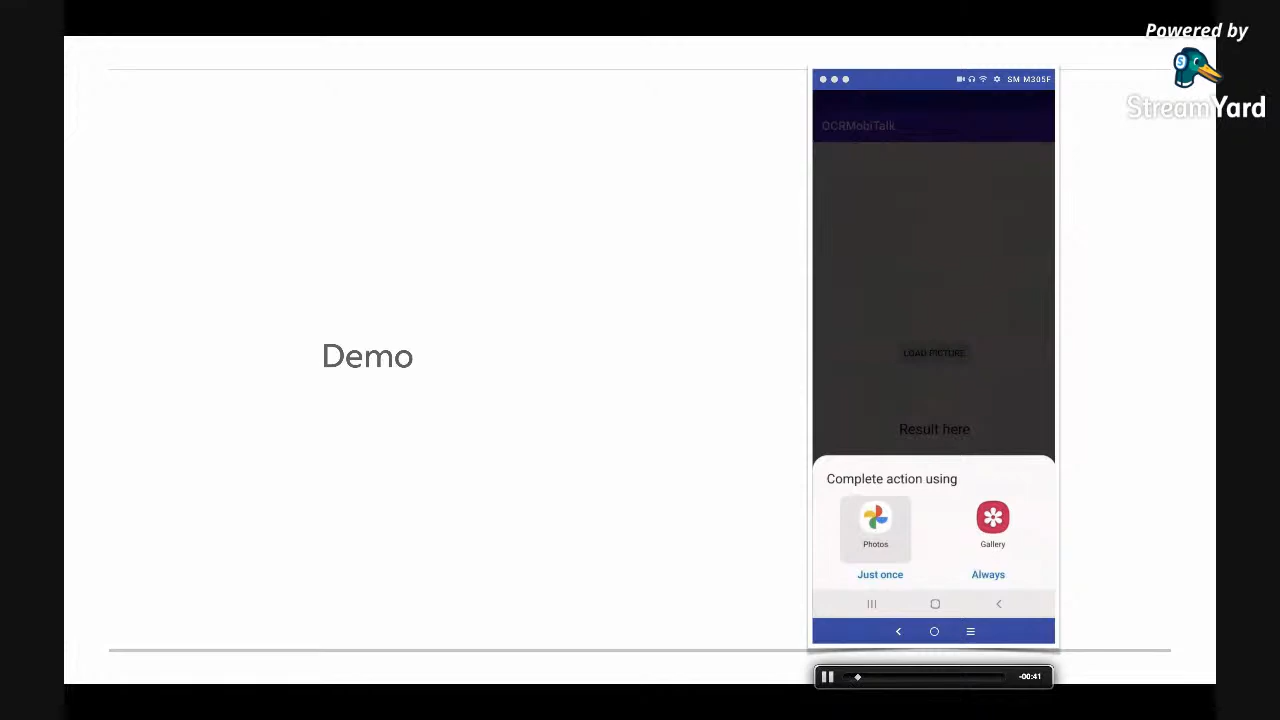 Powered by
StreamYard
SM M305F
OCRMobiTalk
LOAD PICTURE
Demo
Result here
Complete action using
Photos
Gallery
Just once
Always
-00:41